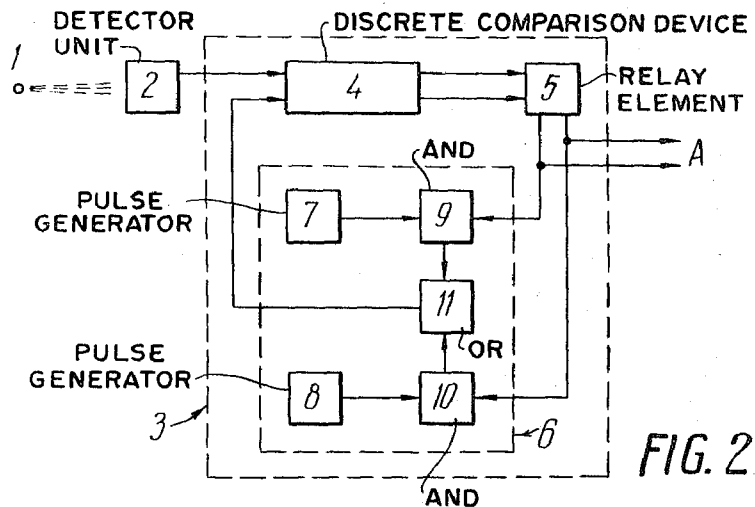 DETECTOR UNIT
DISCRETE COMPARISON DEVICE
1
2
4
5
RELAY ELEMENT
A
AND
PULSE GENERATOR
7
9
11
OR
PULSE GENERATOR
8
10
3
6
AND
FIG. 2